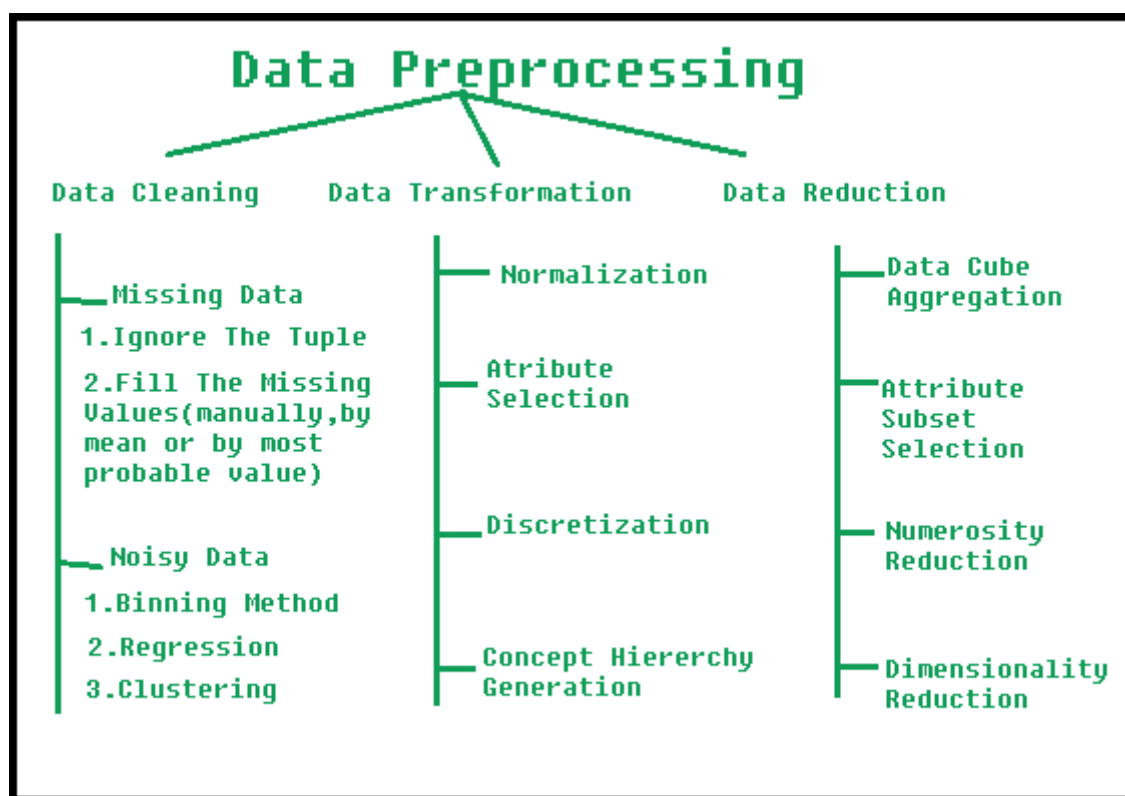 Data Preprocessing
Data Cleaning
Missing Data
1.Ignore The Tuple
2.Fill The Missing
Values(manually,by
mean or by most
probable value)
Noisy Data
1.Binning Method
2.Regression
3.Clustering
Data Transformation
Normalization
Atribute
Selection
Discretization
Concept Hiererchy
Generation
Data Reduction
Data Cube
Aggregation
Attribute
Subset
Selection
Numerosity
Reduction
Dimensionality
Reduction